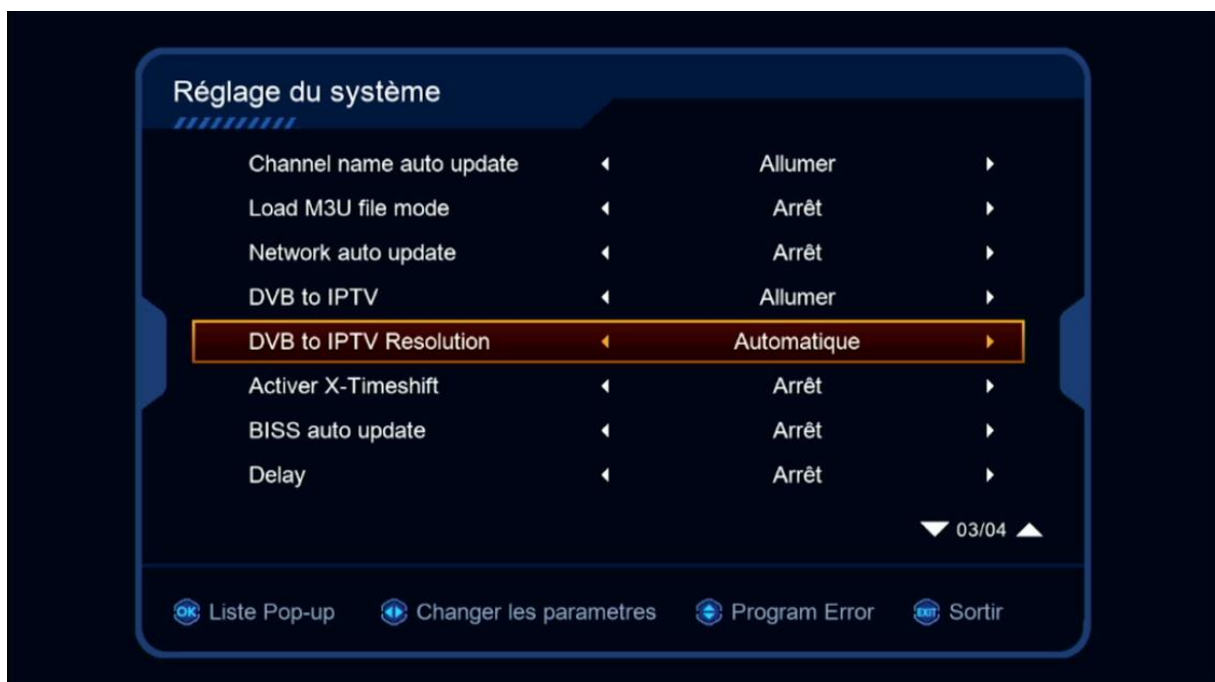 Réglage du système
Channel name auto update Allumer
Load M3U file mode Arrêt
Network auto update Arrêt
DVB to IPTV Allumer
DVB to IPTV Resolution Automatique
Activer X-Timeshift Arrêt
BISS auto update Arrêt
Delay Arrêt
03/04
OK Liste Pop-up Changer les parametres Program Error EXIT Sortir